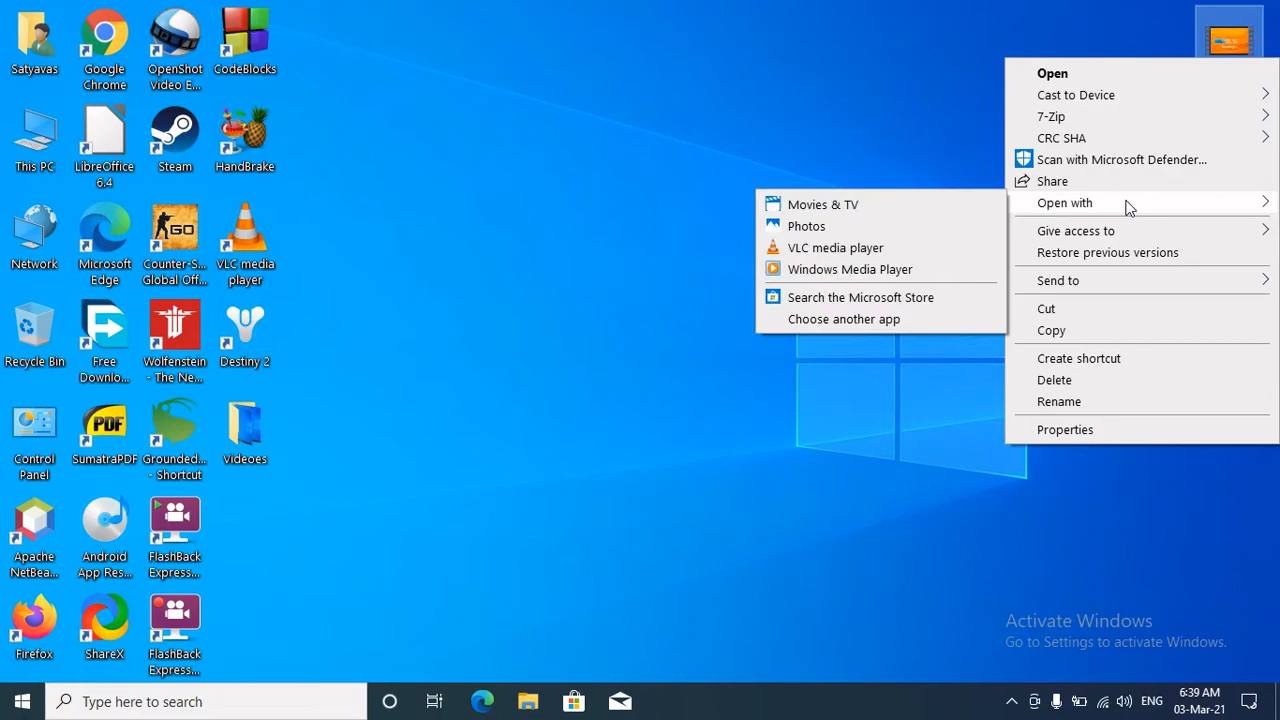 Satyavas
Google
Chrome
OpenShot
Video E...
CodeBlocks
This PC
LibreOffice
6.4
Steam
HandBrake
Network
Microsoft
Edge
Counter-S...
Global Off...
VLC media
player
Recycle Bin
Free
Downlo...
Wolfenstein
- The Ne...
Destiny 2
Control
Panel
PDF
SumatraPDF
Grounded...
- Shortcut
Videoes
Apache
NetBea...
Android
App Res...
FlashBack
Express...
Firefox
ShareX
FlashBack
Express...
Movies & TV
Photos
VLC media player
Windows Media Player
Search the Microsoft Store
Choose another app
Open
Cast to Device
7-Zip
CRC SHA
Scan with Microsoft Defender...
Share
Open with
Give access to
Restore previous versions
Send to
Cut
Copy
Create shortcut
Delete
Rename
Properties
Activate Windows
Go to Settings to activate Windows.
Type here to search
ENG
6:39 AM
03-Mar-21